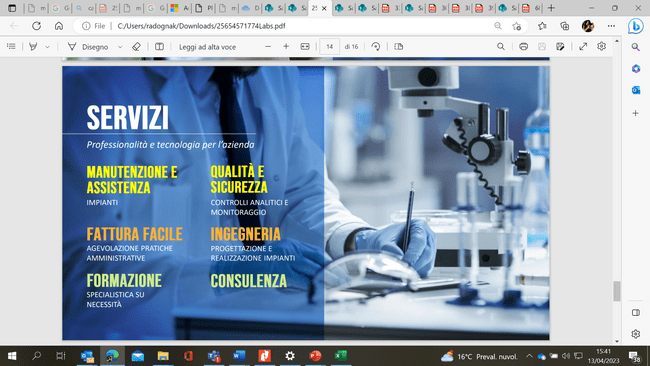 File
C:/Users/radognak/Downloads/25654571774Labs.pdf
Disegno
Leggi ad alta voce
14
di 16
SERVIZI
Professionalità e tecnologia per l'azienda
MANUTENZIONE E
ASSISTENZA
IMPIANTI
QUALITÀ E
SICUREZZA
CONTROLLI ANALITICI E
MONITORAGGIO
FATTURA FACILE
AGEVOLAZIONE PRATICHE
AMMINISTRATIVE
INGEGNERIA
PROGETTAZIONE E
REALIZZAZIONE IMPIANTI
FORMAZIONE
SPECIALISTICA SU
NECESSITÀ
CONSULENZA
16°C Preval. nuvol.
15:41
13/04/2023
38